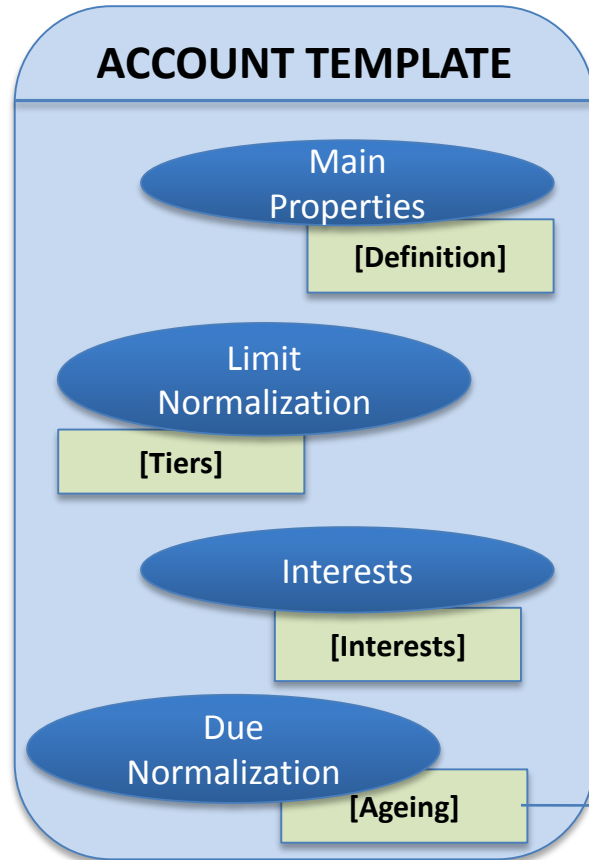 ACCOUNT TEMPLATE
Main
Properties
[Definition]
Limit
Normalization
[Tiers]
Interests
[Interests]
Due
Normalization
[Ageing]